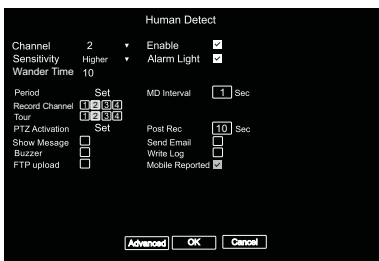 Human Detect
Channel 2 Enable
Sensitivity Higher Alarm Light
Wander Time 10
Period Set MD Interval 1 Sec
Record Channel 1 2 3 4
Tour 1 2 3 4
PTZ Activation Set Post Rec 10 Sec
Show Mesage Send Email
Buzzer Write Log
FTP upload Mobile Reported
Advanced OK Cancel